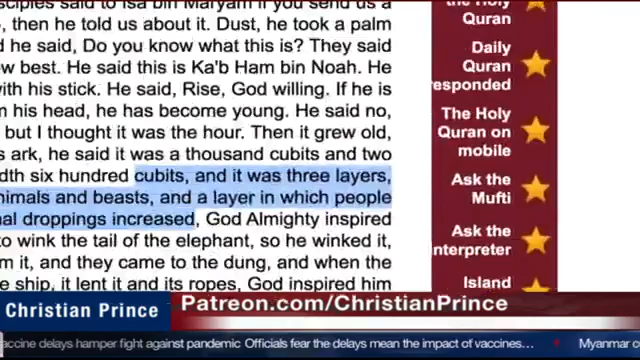 sciples said to Isa bin Maryam if you send us a
, then he told us about it. Dust, he took a palm
d he said, Do you know what this is? They said
ow best. He said this is Ka'b Ham bin Noah. He
with his stick. He said, Rise, God willing. If he is
m his head, he has become young. He said no,
but I thought it was the hour. Then it grew old,
s ark, he said it was a thousand cubits and two
dth six hundred cubits, and it was three layers,
nimals and beasts, and a layer in which people
nal droppings increased, God Almighty inspired
to wink the tail of the elephant, so he winked it,
m it, and they came to the dung, and when the
e ship, it lent it and its ropes, God inspired him
the Holy
Quran
Daily
Quran
responded
The Holy
Quran on
mobile
Ask the
Mufti
Ask the
interpreter
Island
Christian Prince
Patreon.com/ChristianPrince
accine delays hamper fight against pandemic Officials fear the delays mean the impact of vaccines... Myanmar c